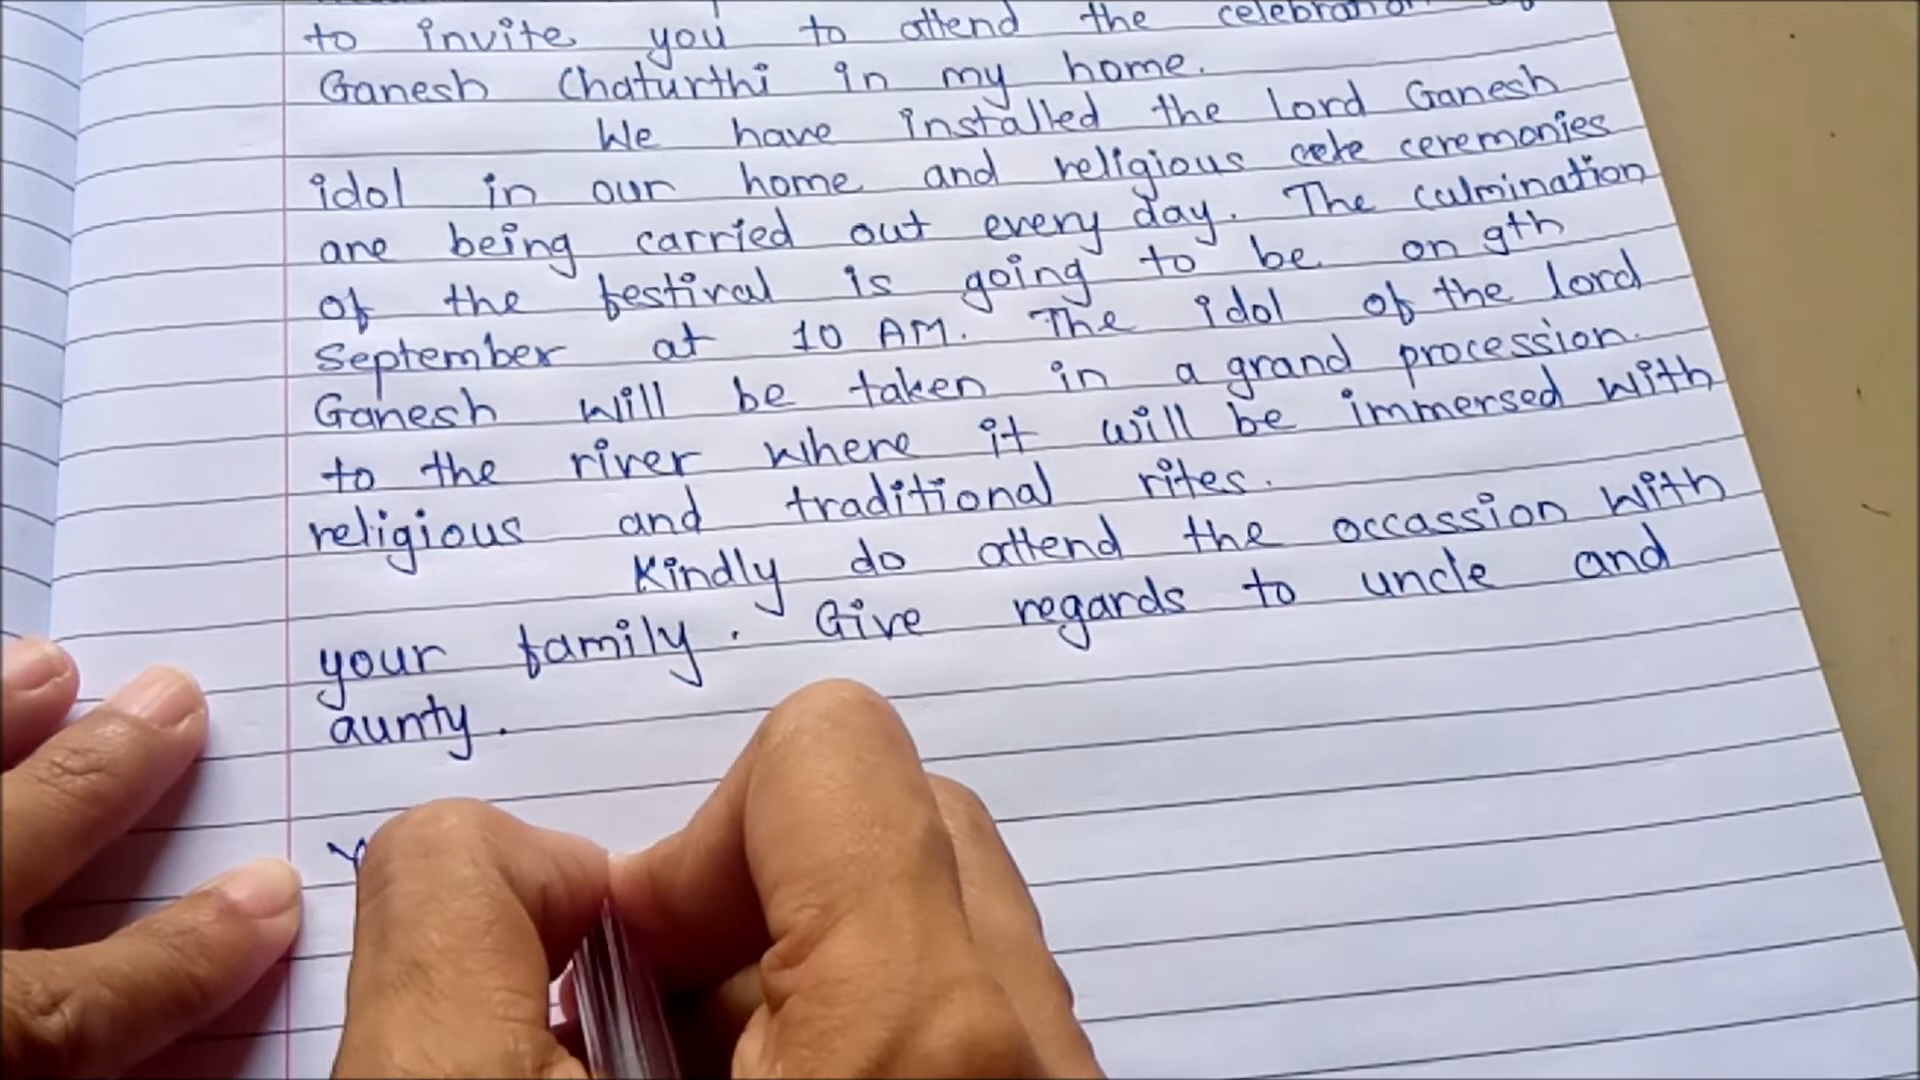 to invite you to attend the celebration
Ganesh Chaturthi in my home.
We have installed the Lord Ganesh
idol in our home and religious cere ceremonies
are being carried out every day. The culmination
of the festival is going to be on 9th
September at 10 AM. The idol of the lord
Ganesh will be taken in a grand procession.
to the river where it will be immersed with
religious and traditional rites.
Kindly do attend the occassion with
your family. Give regards to uncle and
aunty.